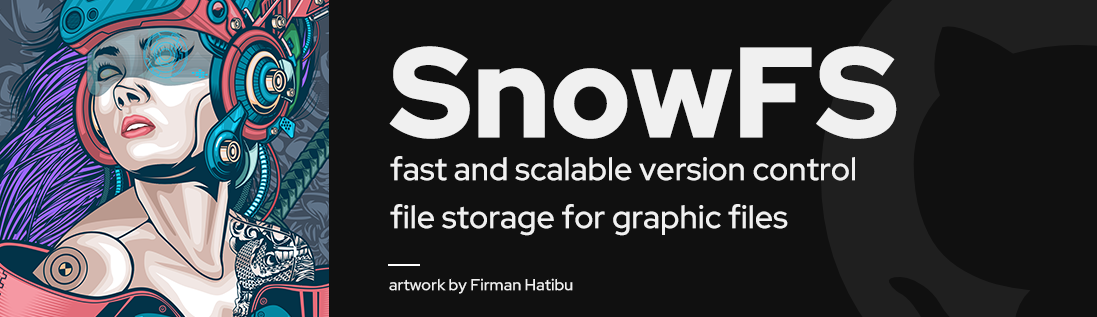 SnowFS
fast and scalable version control
file storage for graphic files
artwork by Firman Hatibu